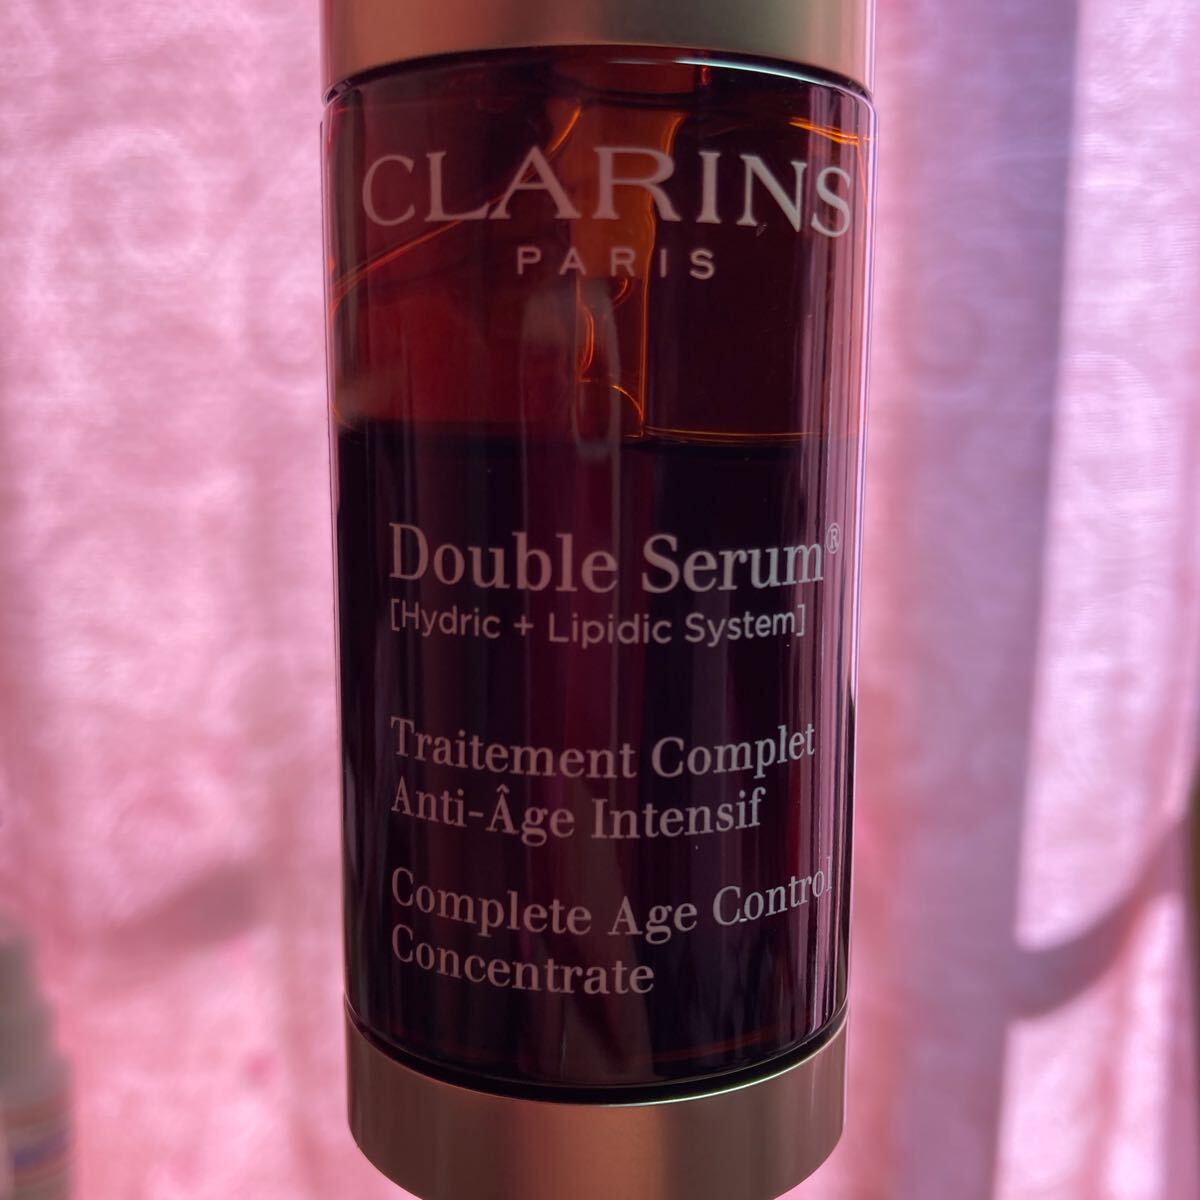 CLARINS
PARIS
Double Serum®
[Hydric + Lipidic System]
Traitement Complet
Anti-Âge Intensif
Complete Age Control
Concentrate